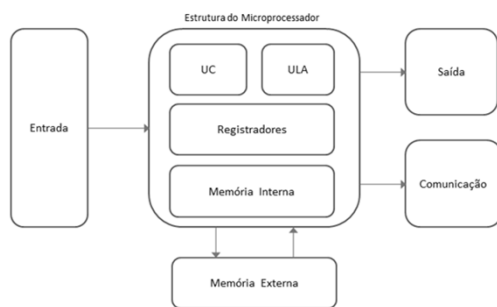 Estrutura do Microprocessador
UC
ULA
Saída
Entrada
Registradores
Memória Interna
Comunicação
Memória Externa